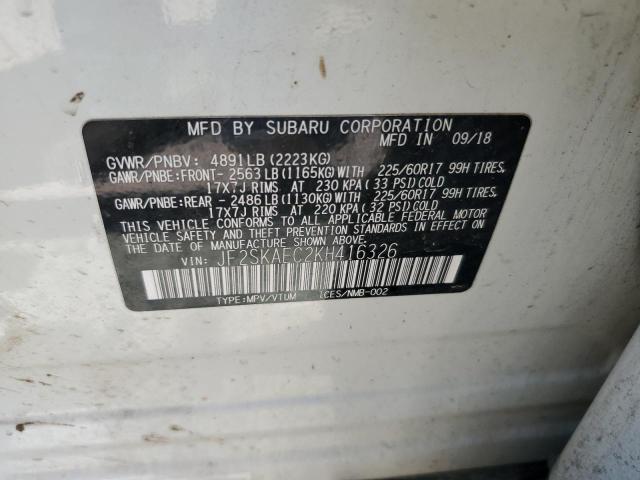 MFD BY SUBARU CORPORATION
MFD IN 09/18
GVWR/PNBV: 4891LB (2223KG)
GAWR/PNBE:FRONT- 2563 LB (1165KG) WITH 225/60R17 99H TIRES,
17X7J RIMS AT 230 KPA (33 PSI) COLD
GAWR/PNBE:REAR - 2486 LB (1130KG) WITH 225/60R17 99H TIRES,
17X7J RIMS AT 220 KPA (32 PSI) COLD
THIS VEHICLE CONFORMS TO ALL APPLICABLE FEDERAL MOTOR
VEHICLE SAFETY, BUMPER, AND THEFT PREVENTION STANDARDS IN EFFECT
ON THE DATE OF MANUFACTURE SHOWN ABOVE.
VIN: JF2SKAEC2KH416326
TYPE:MPV/VTUM ICES/NMB-002